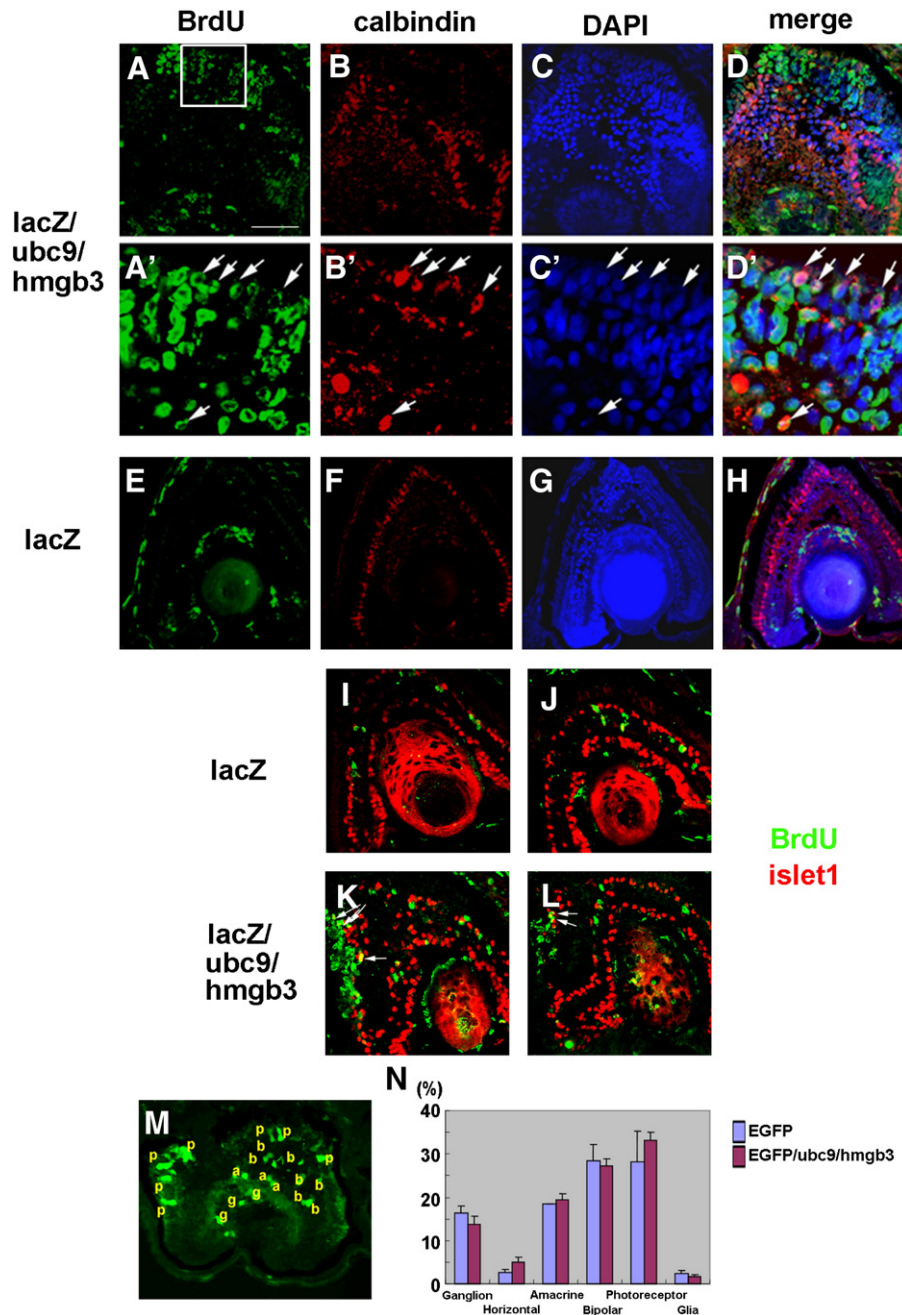 BrdU calbindin DAPI merge
A B C D
lacZ/
ubc9/
hmgb3
A' B' C' D'
lacZ
E F G H
lacZ
I J
BrdU
islet1
lacZ/
ubc9/
hmgb3
K L
M
p p p
b
p b b p
p a b
a b b
p g a b
p g b
g b
N (%)
40
30
20
10
0
EGFP
EGFP/ubc9/hmgb3
Ganglion Amacrine Photoreceptor
Horizontal Bipolar Glia